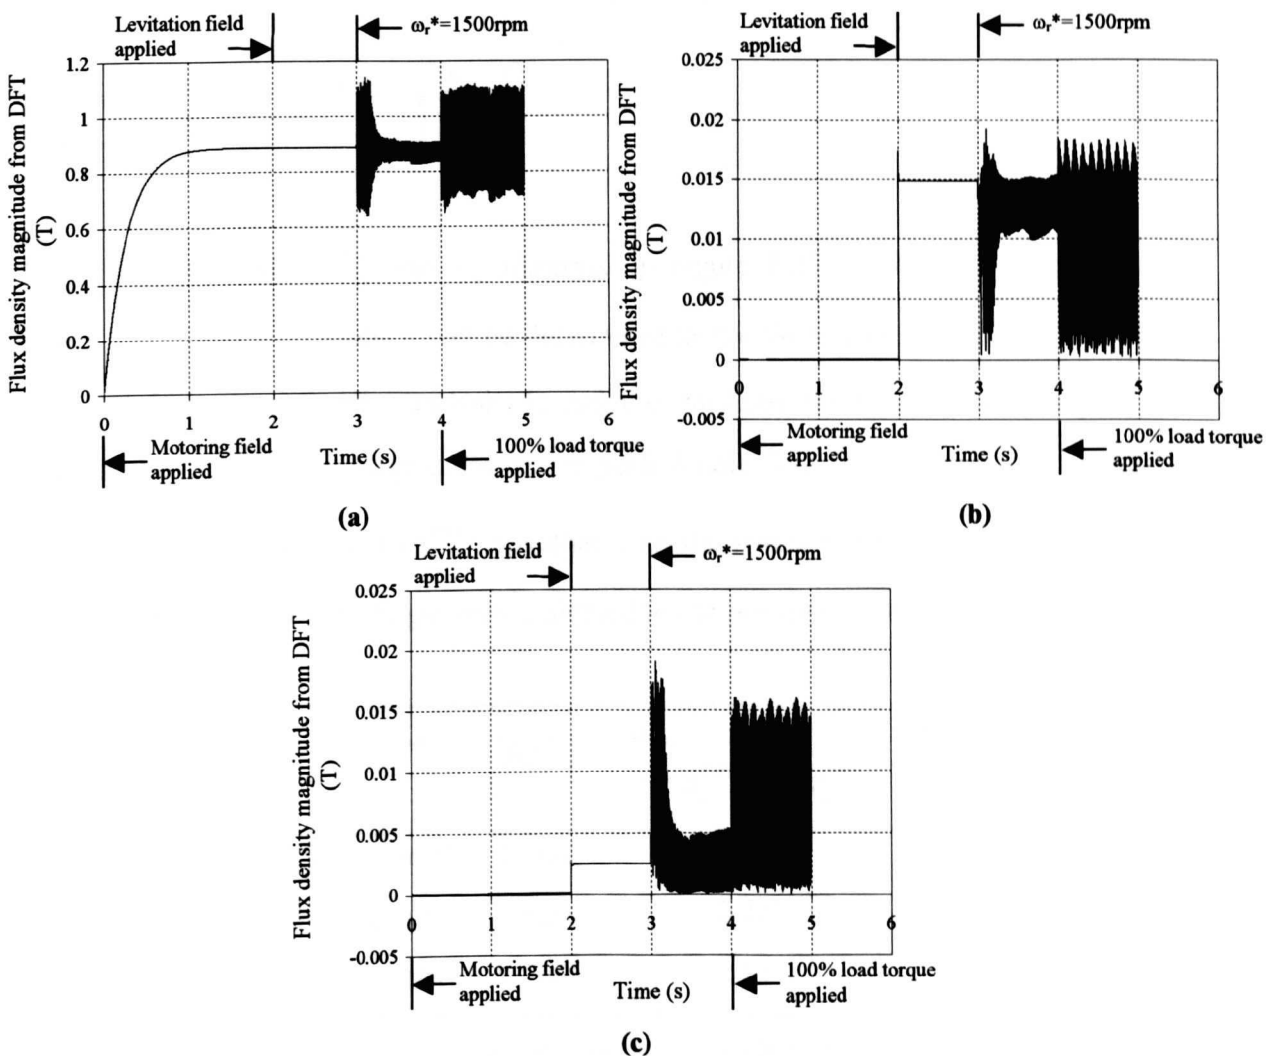 Levitation field
applied
ωr*=1500rpm
Flux density magnitude from DFT
(T)
1.2
1
0.8
0.6
0.4
0.2
0
0 1 2 3 4 5 6
Motoring field
applied
Time (s)
100% load torque
applied
(a)
Levitation field
applied
ωr*=1500rpm
Flux density magnitude from DFT
(T)
0.025
0.02
0.015
0.01
0.005
0
-0.005
0 1 2 3 4 5 6
Motoring field
applied
Time (s)
100% load torque
applied
(b)
Levitation field
applied
ωr*=1500rpm
Flux density magnitude from DFT
(T)
0.025
0.02
0.015
0.01
0.005
0
-0.005
0 1 2 3 4 5 6
Motoring field
applied
Time (s)
100% load torque
applied
(c)